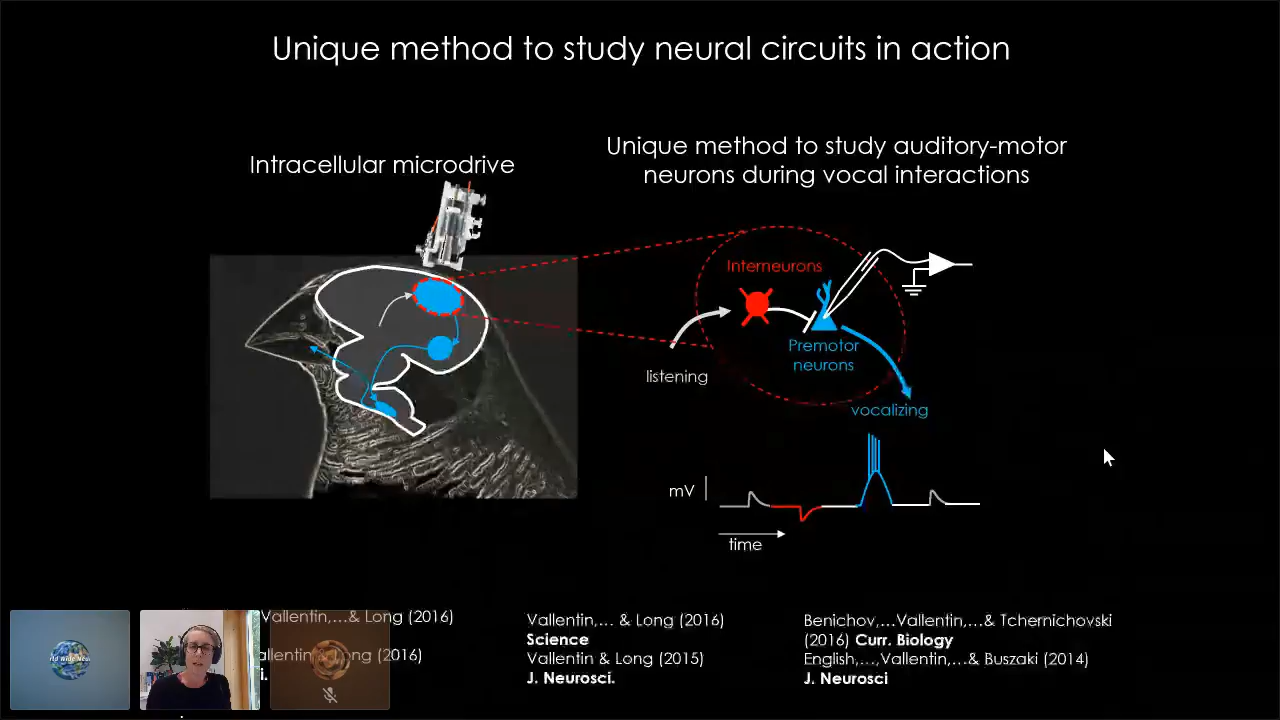 Unique method to study neural circuits in action
Intracellular microdrive
Unique method to study auditory-motor
neurons during vocal interactions
Interneurons
Premotor
neurons
listening
vocalizing
mV
time
Vallentin,...& Long (2016)
Long (2016)
Vallentin,... & Long (2016)
Science
Vallentin & Long (2015)
J. Neurosci.
Benichov,...Vallentin,...& Tchernichovski
(2016) Curr. Biology
English,...,Vallentin,...& Buszaki (2014)
J. Neurosci